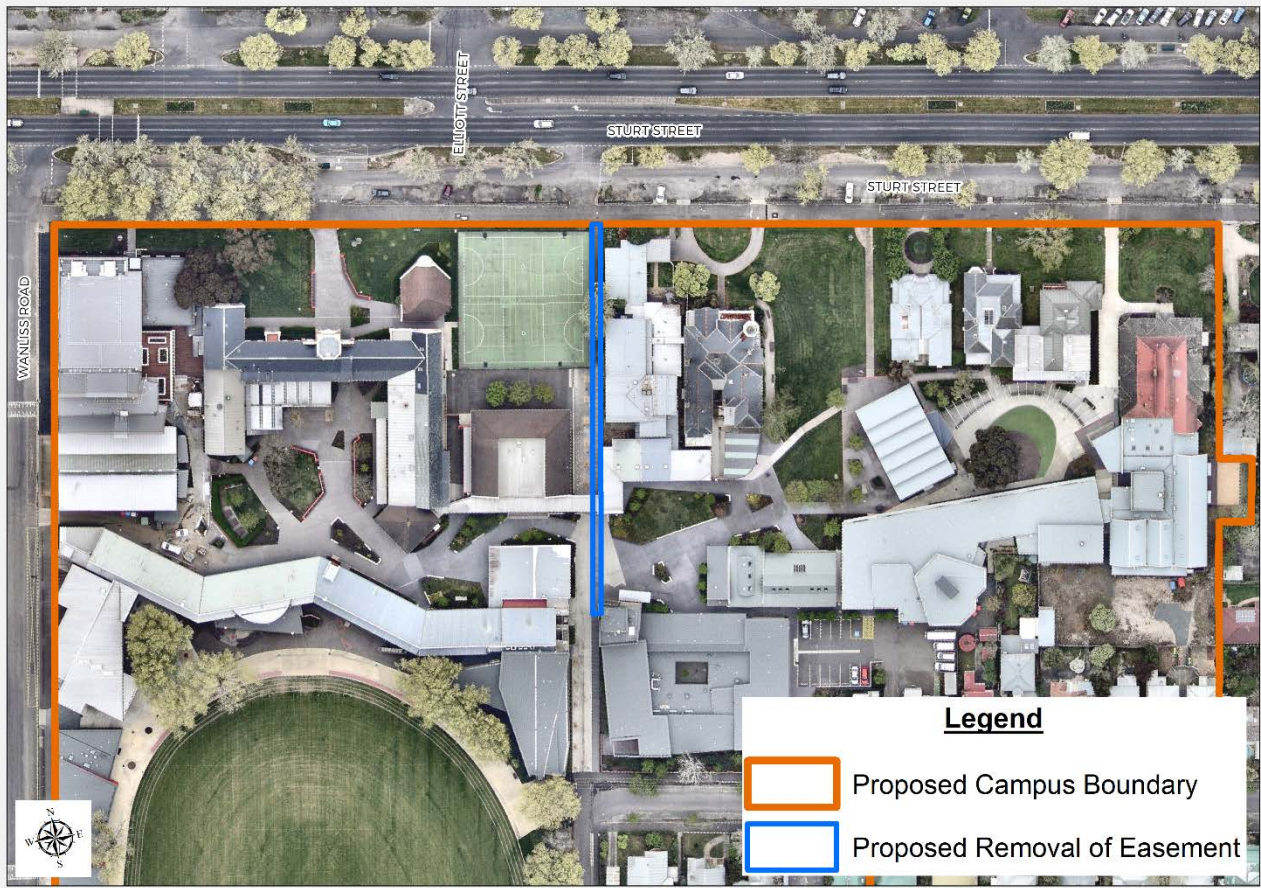 ELLIOTT STREET
STURT STREET
STURT STREET
WANLISS ROAD
Legend
Proposed Campus Boundary
Proposed Removal of Easement
N
W E
S